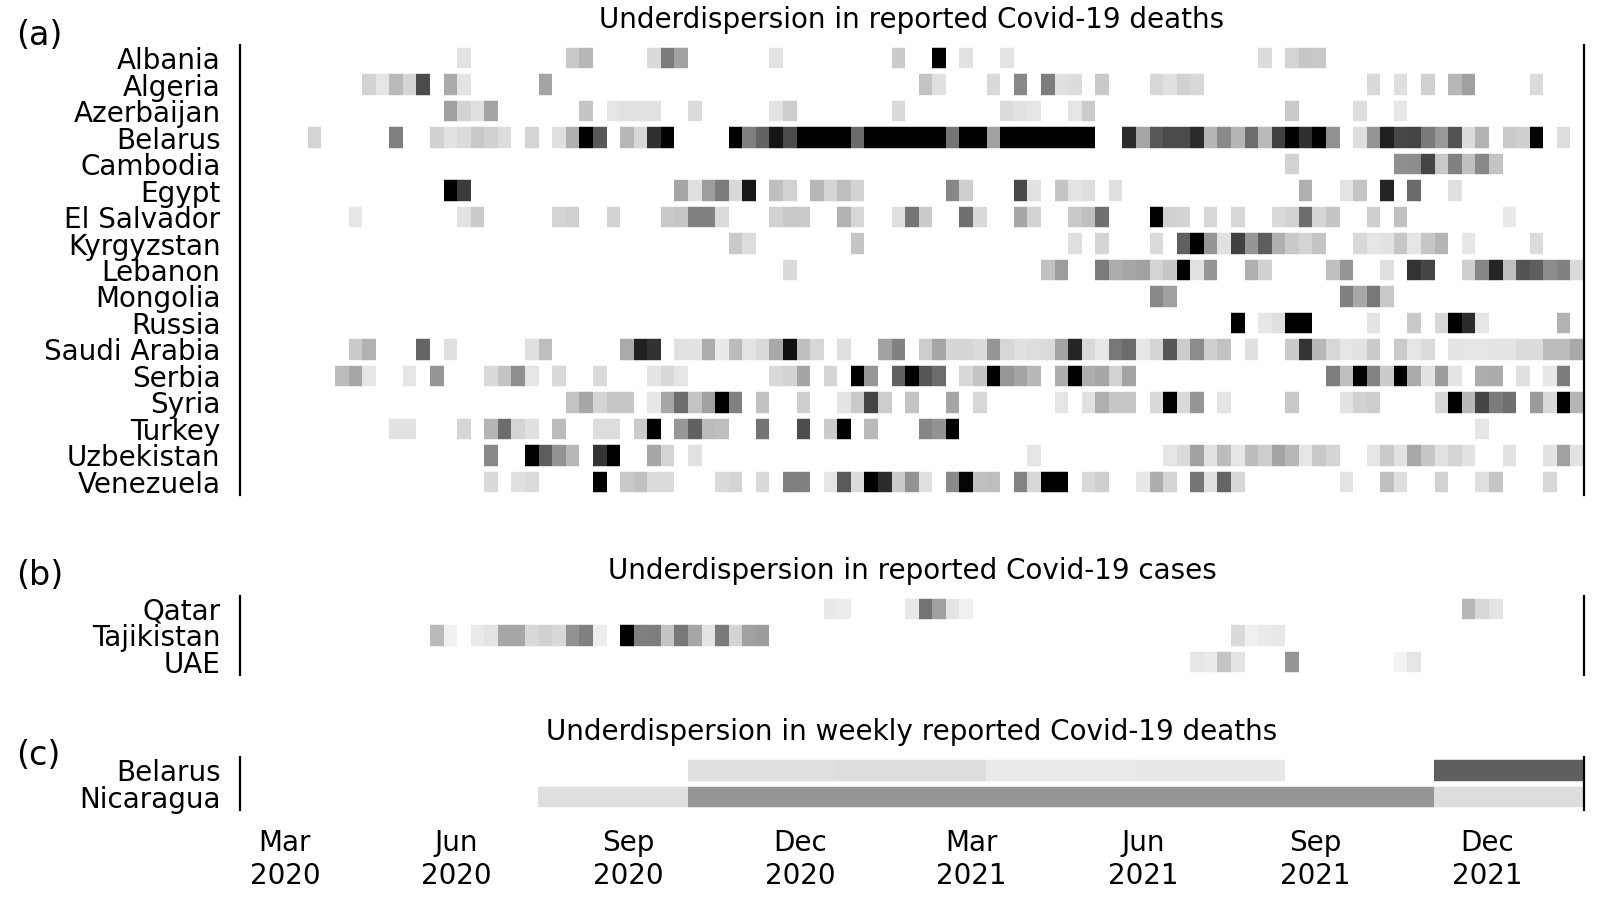 (a)
Underdispersion in reported Covid-19 deaths
Albania
Algeria
Azerbaijan
Belarus
Cambodia
Egypt
El Salvador
Kyrgyzstan
Lebanon
Mongolia
Russia
Saudi Arabia
Serbia
Syria
Turkey
Uzbekistan
Venezuela
(b)
Underdispersion in reported Covid-19 cases
Qatar
Tajikistan
UAE
(c)
Underdispersion in weekly reported Covid-19 deaths
Belarus
Nicaragua
Mar Jun Sep Dec Mar Jun Sep Dec
2020 2020 2020 2020 2021 2021 2021 2021